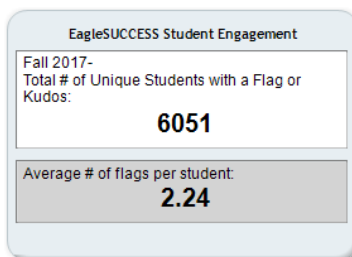 EagleSUCCESS Student Engagement
Fall 2017-
Total # of Unique Students with a Flag or
Kudos:
6051
Average # of flags per student:
2.24